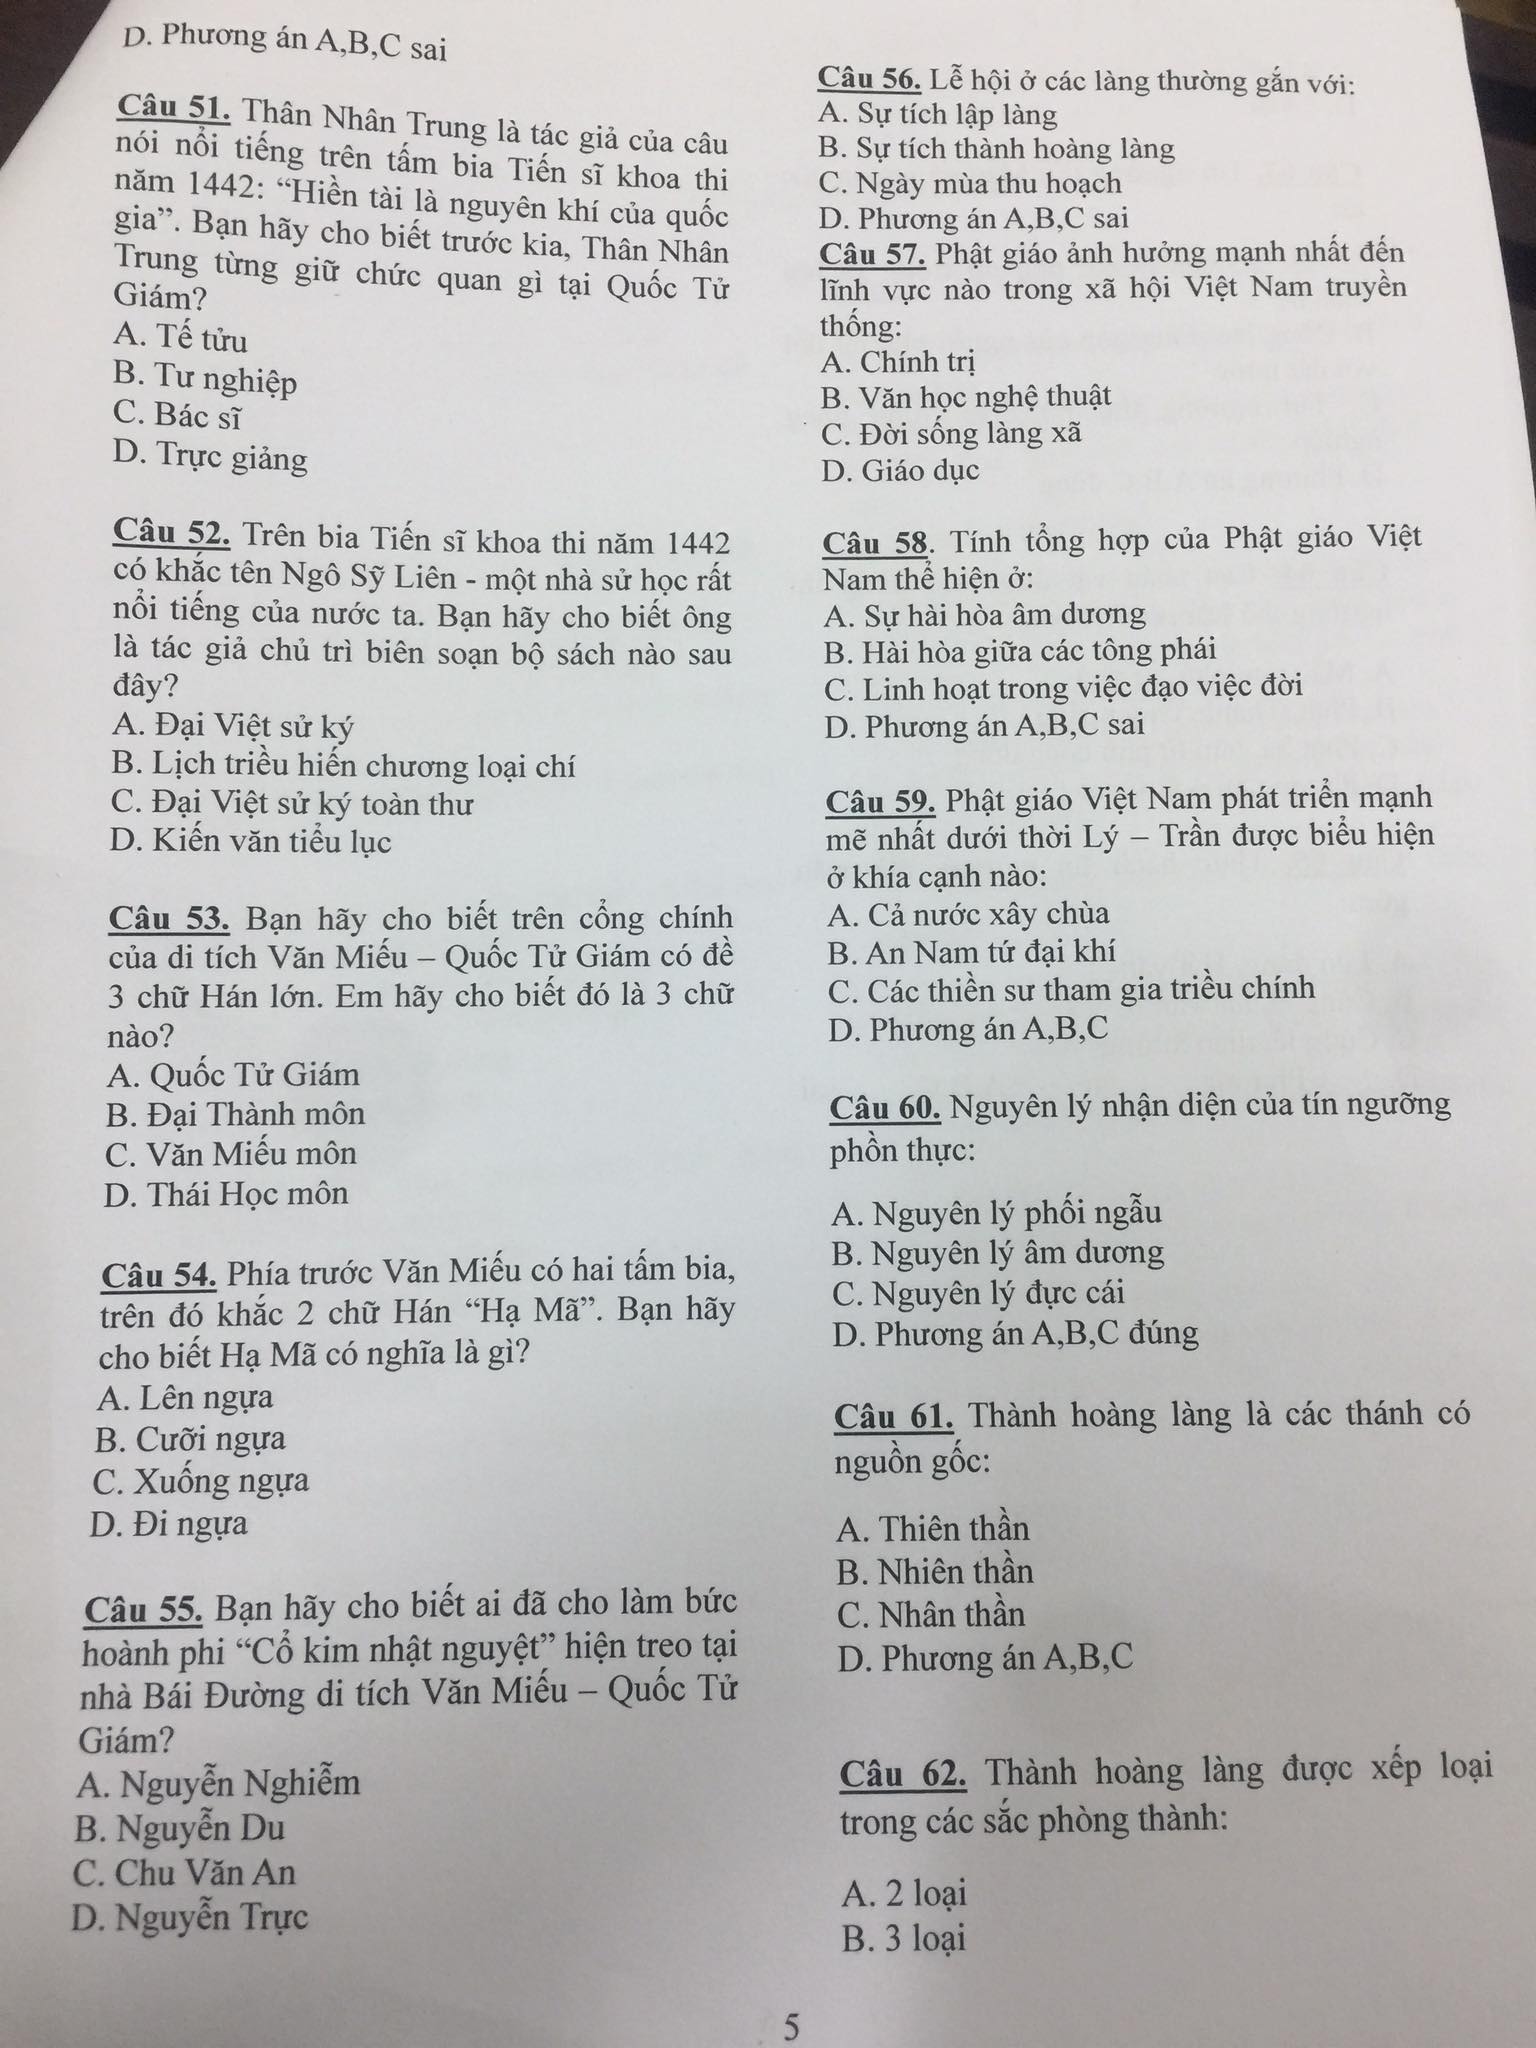 D. Phương án A,B,C sai
Câu 51. Thân Nhân Trung là tác giả của câu
nói nổi tiếng trên tấm bia Tiến sĩ khoa thi
năm 1442: “Hiền tài là nguyên khí của quốc
gia”. Bạn hãy cho biết trước kia, Thân Nhân
Trung từng giữ chức quan gì tại Quốc Tử
Giám?
A. Tế tửu
B. Tư nghiệp
C. Bác sĩ
D. Trực giảng
Câu 52. Trên bia Tiến sĩ khoa thi năm 1442
có khắc tên Ngô Sỹ Liên - một nhà sử học rất
nổi tiếng của nước ta. Bạn hãy cho biết ông
là tác giả chủ trì biên soạn bộ sách nào sau
đây?
A. Đại Việt sử ký
B. Lịch triều hiến chương loại chí
C. Đại Việt sử ký toàn thư
D. Kiến văn tiểu lục
Câu 53. Bạn hãy cho biết trên cổng chính
của di tích Văn Miếu – Quốc Tử Giám có đề
3 chữ Hán lớn. Em hãy cho biết đó là 3 chữ
nào?
A. Quốc Tử Giám
B. Đại Thành môn
C. Văn Miếu môn
D. Thái Học môn
Câu 54. Phía trước Văn Miếu có hai tấm bia,
trên đó khắc 2 chữ Hán “Hạ Mã”. Bạn hãy
cho biết Hạ Mã có nghĩa là gì?
A. Lên ngựa
B. Cưỡi ngựa
C. Xuống ngựa
D. Đi ngựa
Câu 55. Bạn hãy cho biết ai đã cho làm bức
hoành phi “Cổ kim nhật nguyệt” hiện treo tại
nhà Bái Đường di tích Văn Miếu – Quốc Tử
Giám?
A. Nguyễn Nghiễm
B. Nguyễn Du
C. Chu Văn An
D. Nguyễn Trực
Câu 56. Lễ hội ở các làng thường gắn với:
A. Sự tích lập làng
B. Sự tích thành hoàng làng
C. Ngày mùa thu hoạch
D. Phương án A,B,C sai
Câu 57. Phật giáo ảnh hưởng mạnh nhất đến
lĩnh vực nào trong xã hội Việt Nam truyền
thống:
A. Chính trị
B. Văn học nghệ thuật
C. Đời sống làng xã
D. Giáo dục
Câu 58. Tính tổng hợp của Phật giáo Việt
Nam thể hiện ở:
A. Sự hài hòa âm dương
B. Hài hòa giữa các tông phái
C. Linh hoạt trong việc đạo việc đời
D. Phương án A,B,C sai
Câu 59. Phật giáo Việt Nam phát triển mạnh
mẽ nhất dưới thời Lý – Trần được biểu hiện
ở khía cạnh nào:
A. Cả nước xây chùa
B. An Nam tứ đại khí
C. Các thiền sư tham gia triều chính
D. Phương án A,B,C
Câu 60. Nguyên lý nhận diện của tín ngưỡng
phồn thực:
A. Nguyên lý phối ngẫu
B. Nguyên lý âm dương
C. Nguyên lý đực cái
D. Phương án A,B,C đúng
Câu 61. Thành hoàng làng là các thánh có
nguồn gốc:
A. Thiên thần
B. Nhiên thần
C. Nhân thần
D. Phương án A,B,C
Câu 62. Thành hoàng làng được xếp loại
trong các sắc phòng thành:
A. 2 loại
B. 3 loại
5